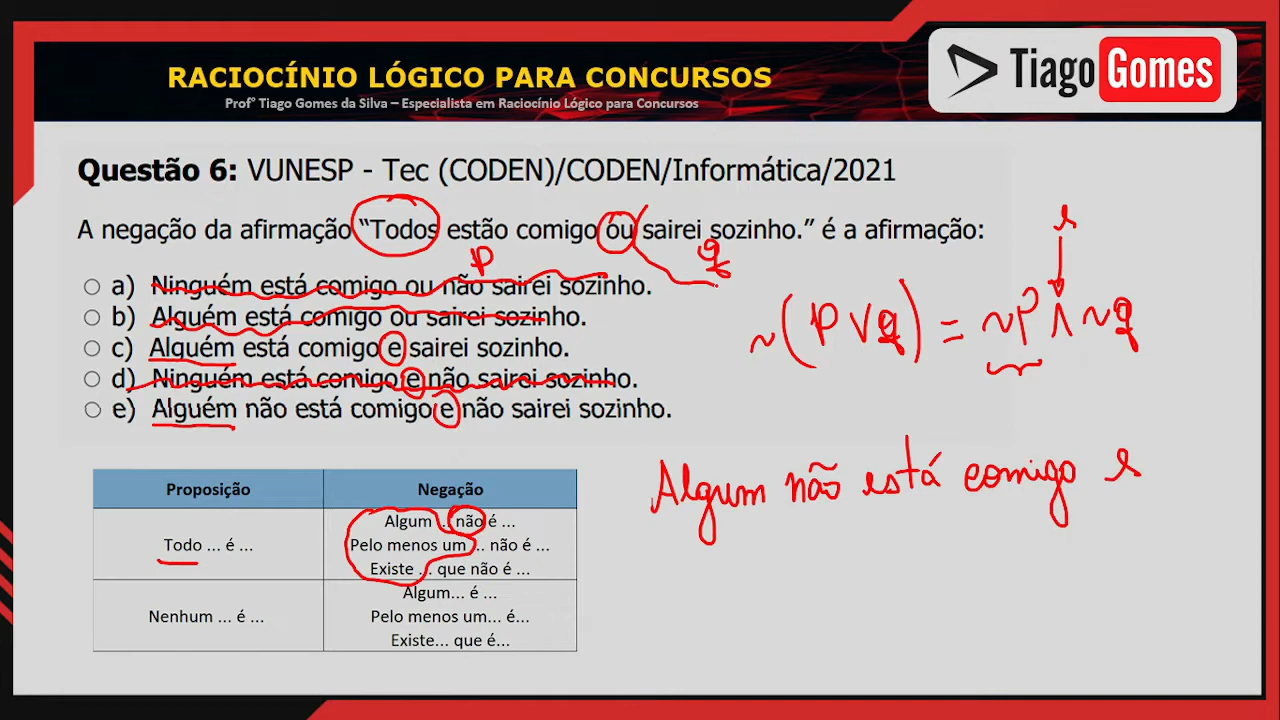 RACIOCÍNIO LÓGICO PARA CONCURSOS
Profº Tiago Gomes da Silva – Especialista em Raciocínio Lógico para Concursos
Tiago Gomes
Questão 6: VUNESP - Tec (CODEN)/CODEN/Informática/2021
A negação da afirmação “Todos estão comigo ou sairei sozinho.” é a afirmação:
p
q
a) Ninguém está comigo ou não sairei sozinho.
b) Alguém está comigo ou sairei sozinho.
c) Alguém está comigo e sairei sozinho.
d) Ninguém está comigo e não sairei sozinho.
e) Alguém não está comigo e não sairei sozinho.
e
~(p V q) = ~p Λ ~q
Algum não está comigo e
Proposição Negação
Todo ... é ...
Algum ... não é ...
Pelo menos um ... não é ...
Existe ... que não é ...
Nenhum ... é ...
Algum... é ...
Pelo menos um... é...
Existe... que é...